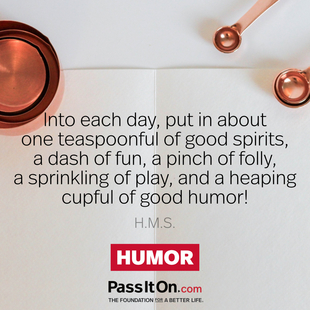 Into each day, put in about
one teaspoonful of good spirits,
a dash of fun, a pinch of folly,
a sprinkling of play, and a heaping
cupful of good humor!
H.M.S.
HUMOR
PassItOn.com
THE FOUNDATION FOR A BETTER LIFE.